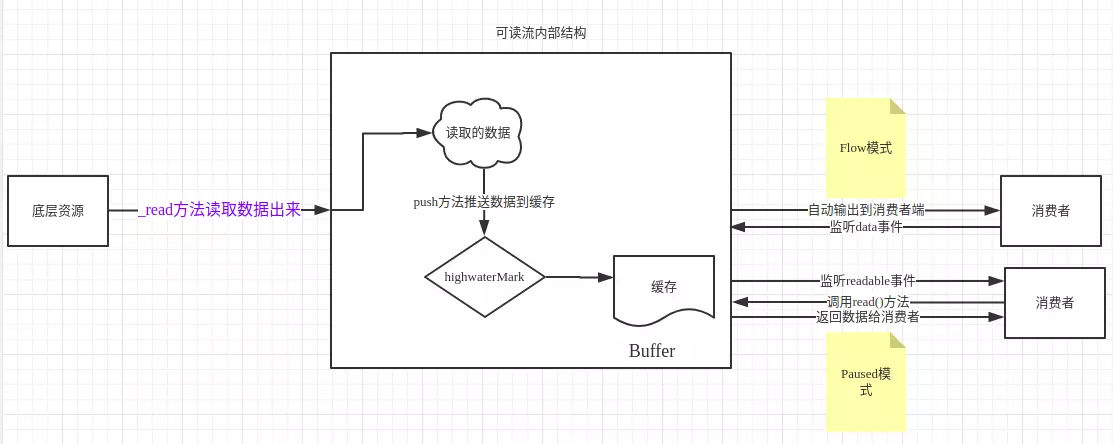 可读流内部结构
读取的数据
Flow模式
底层资源
_read方法读取数据出来
push方法推送数据到缓存
自动输出到消费者端
监听data事件
消费者
highwaterMark
缓存
监听readable事件
调用read()方法
返回数据给消费者
消费者
Buffer
Paused模
式